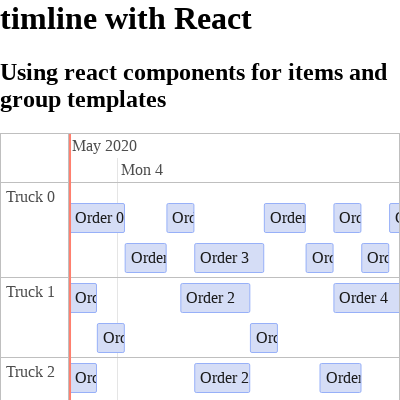 timline with React
Using react components for items and
group templates
May 2020
Mon 4
Truck 0
Order 0 Orc Order Orc
Order Order 3 Orc Orc
Truck 1
Orc Order 2 Order 4
Orc Orc
Truck 2
Orc Order 2 Order